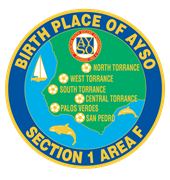 BIRTH PLACE OF AYSO
AYSO
NORTH TORRANCE
WEST TORRANCE
SOUTH TORRANCE
CENTRAL TORRANCE
PALOS VERDES
SAN PEDRO
SECTION 1 AREA F